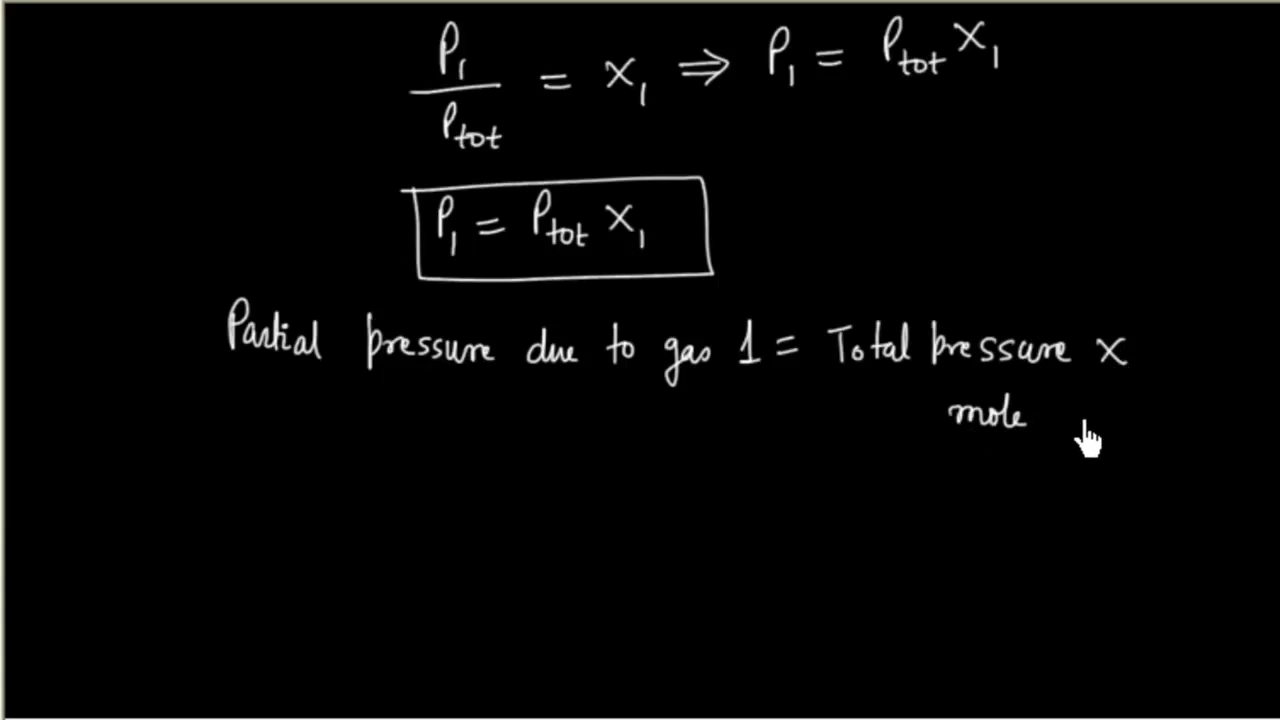 P₁/Pₜₒₜ = X₁ ⇒ P₁ = Pₜₒₜ X₁
P₁ = Pₜₒₜ X₁
Partial pressure due to gas 1 = Total pressure ×
mole